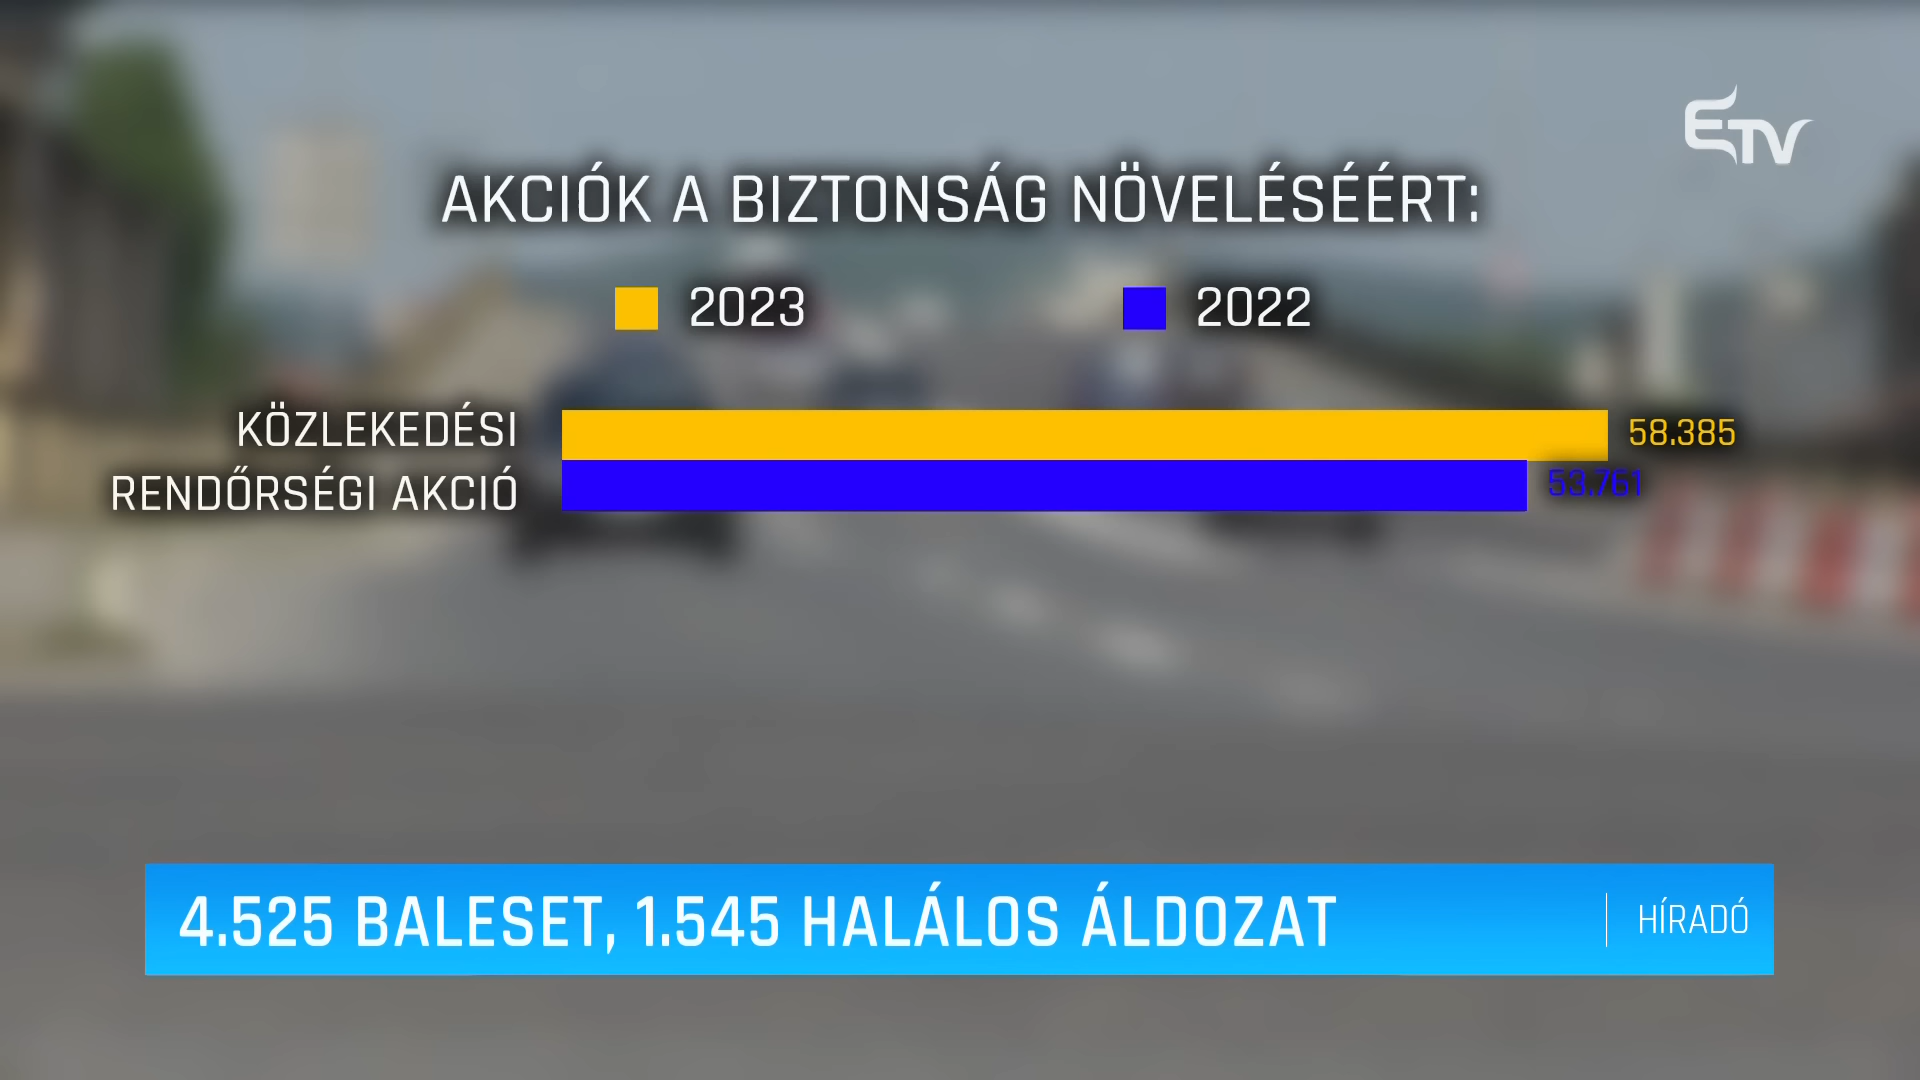 ETV
AKCIÓK A BIZTONSÁG NÖVELÉSÉÉRT:
2023
2022
KÖZLEKEDÉSI
RENDŐRSÉGI AKCIÓ
58.385
53.761
4.525 BALESET, 1.545 HALÁLOS ÁLDOZAT
HÍRADÓ